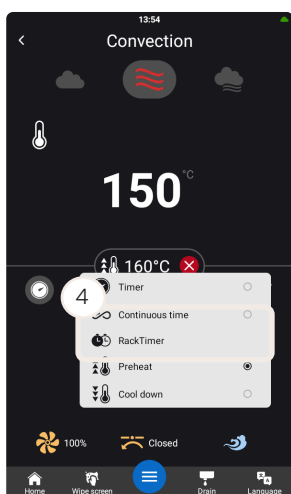 13:54
Convection
150 °C
160°C
4
Timer
Continuous time
RackTimer
Preheat
Cool down
100%
Closed
Home
Wipe screen
Drain
Language